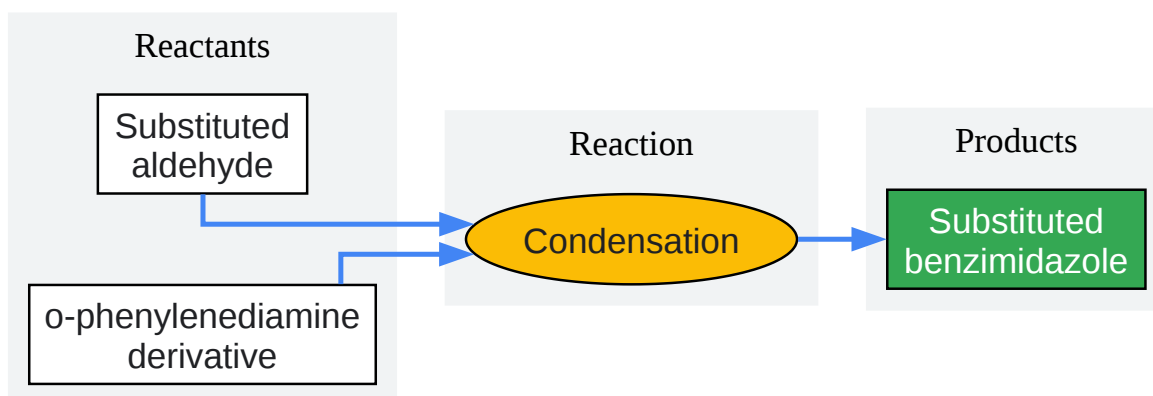 Reactants
Substituted
aldehyde
o-phenylenediamine
derivative
Reaction
Condensation
Products
Substituted
benzimidazole